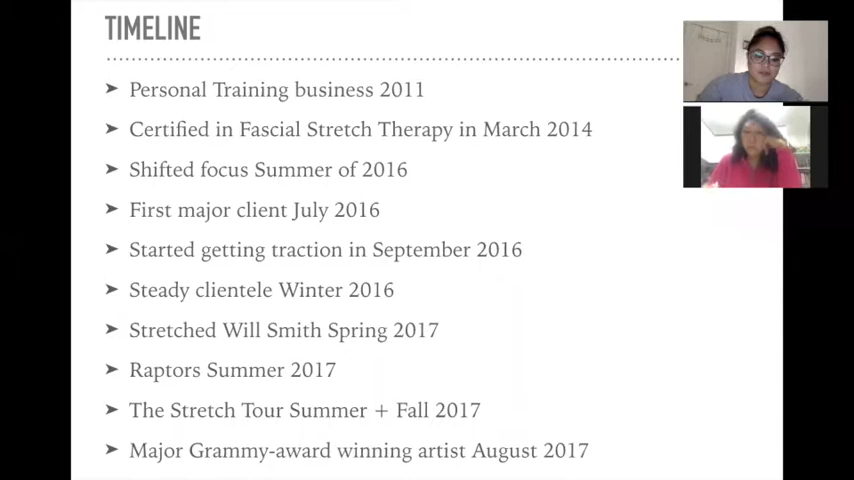 TIMELINE
➤ Personal Training business 2011
➤ Certified in Fascial Stretch Therapy in March 2014
➤ Shifted focus Summer of 2016
➤ First major client July 2016
➤ Started getting traction in September 2016
➤ Steady clientele Winter 2016
➤ Stretched Will Smith Spring 2017
➤ Raptors Summer 2017
➤ The Stretch Tour Summer + Fall 2017
➤ Major Grammy-award winning artist August 2017